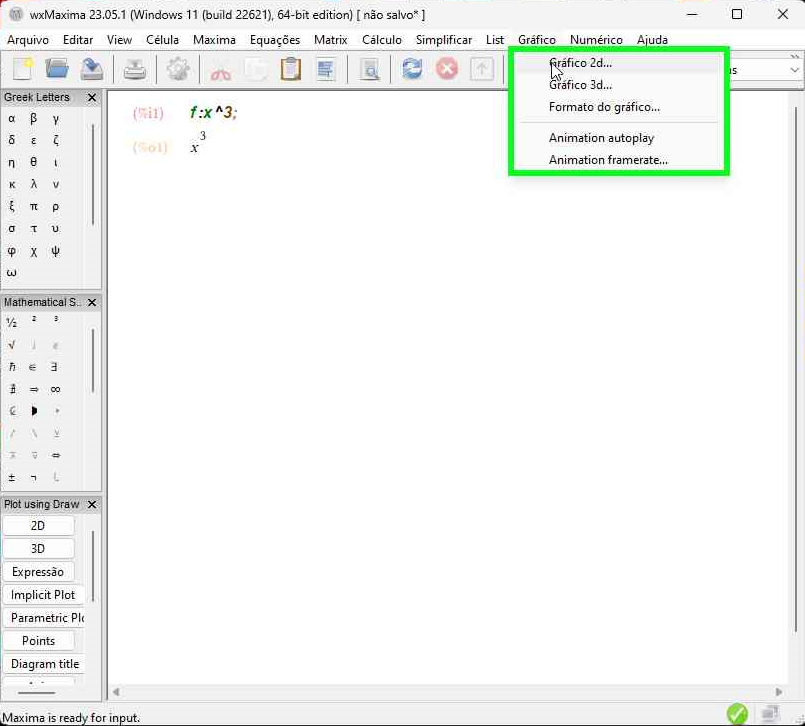 wxMaxima 23.05.1 (Windows 11 (build 22621), 64-bit edition) [ não salvo* ]
Arquivo Editar View Célula Maxima Equações Matrix Cálculo Simplificar List Gráfico Numérico Ajuda
Gráfico 2d...
Gráfico 3d...
Formato do gráfico...
Animation autoplay
Animation framerate...
Greek Letters
α β γ
δ ε ζ
η θ ι
κ λ ν
ξ π ρ
σ τ υ
φ χ ψ
ω
(%i1) f:x^3;
(%o1) x³
Mathematical S..
½ ² ³
√
ℏ ∈ ∃
∄ ⇒ ∞
⇔
± ¬
Plot using Draw
2D
3D
Expressão
Implicit Plot
Parametric Plo
Points
Diagram title
Maxima is ready for input.